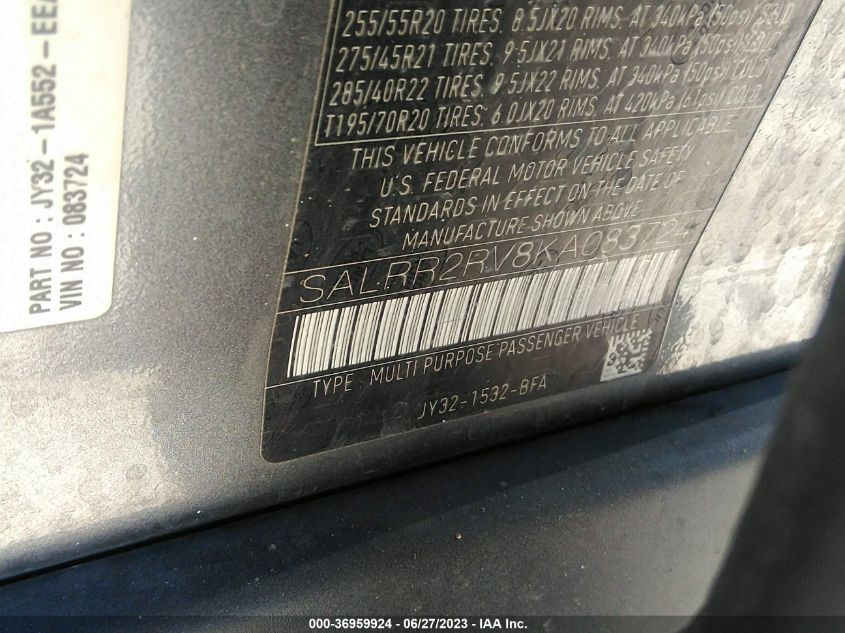 PART NO : JY32-1A552-EEA
VIN NO : 083724
255/55R20 TIRES. 8.5JX20 RIMS. AT 340kPa (50psi) COLD
275/45R21 TIRES. 9.5JX21 RIMS. AT 340kPa (50psi) COLD
285/40R22 TIRES. 9.5JX22 RIMS. AT 340kPa (50psi) COLD
T195/70R20 TIRES. 6.0JX20 RIMS. AT 420kPa (61psi) COLD
THIS VEHICLE CONFORMS TO ALL APPLICABLE
U.S. FEDERAL MOTOR VEHICLE SAFETY
STANDARDS IN EFFECT ON THE DATE OF
MANUFACTURE SHOWN ABOVE
SALRR2RV8KA083724
TYPE : MULTI PURPOSE PASSENGER VEHICLE
JY32-1532-BFA
000-36959924 - 06/27/2023 - IAA Inc.